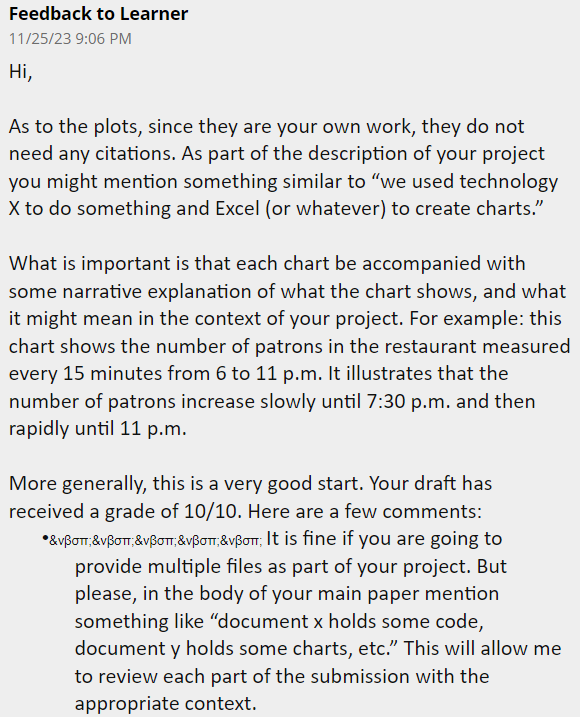 Feedback to Learner
11/25/23 9:06 PM
Hi,
As to the plots, since they are your own work, they do not
need any citations. As part of the description of your project
you might mention something similar to “we used technology
X to do something and Excel (or whatever) to create charts.”
What is important is that each chart be accompanied with
some narrative explanation of what the chart shows, and what
it might mean in the context of your project. For example: this
chart shows the number of patrons in the restaurant measured
every 15 minutes from 6 to 11 p.m. It illustrates that the
number of patrons increase slowly until 7:30 p.m. and then
rapidly until 11 p.m.
More generally, this is a very good start. Your draft has
received a grade of 10/10. Here are a few comments:
•&νβσπ;&νβσπ;&νβσπ;&νβσπ;&νβσπ; It is fine if you are going to
provide multiple files as part of your project. But
please, in the body of your main paper mention
something like “document x holds some code,
document y holds some charts, etc.” This will allow me
to review each part of the submission with the
appropriate context.